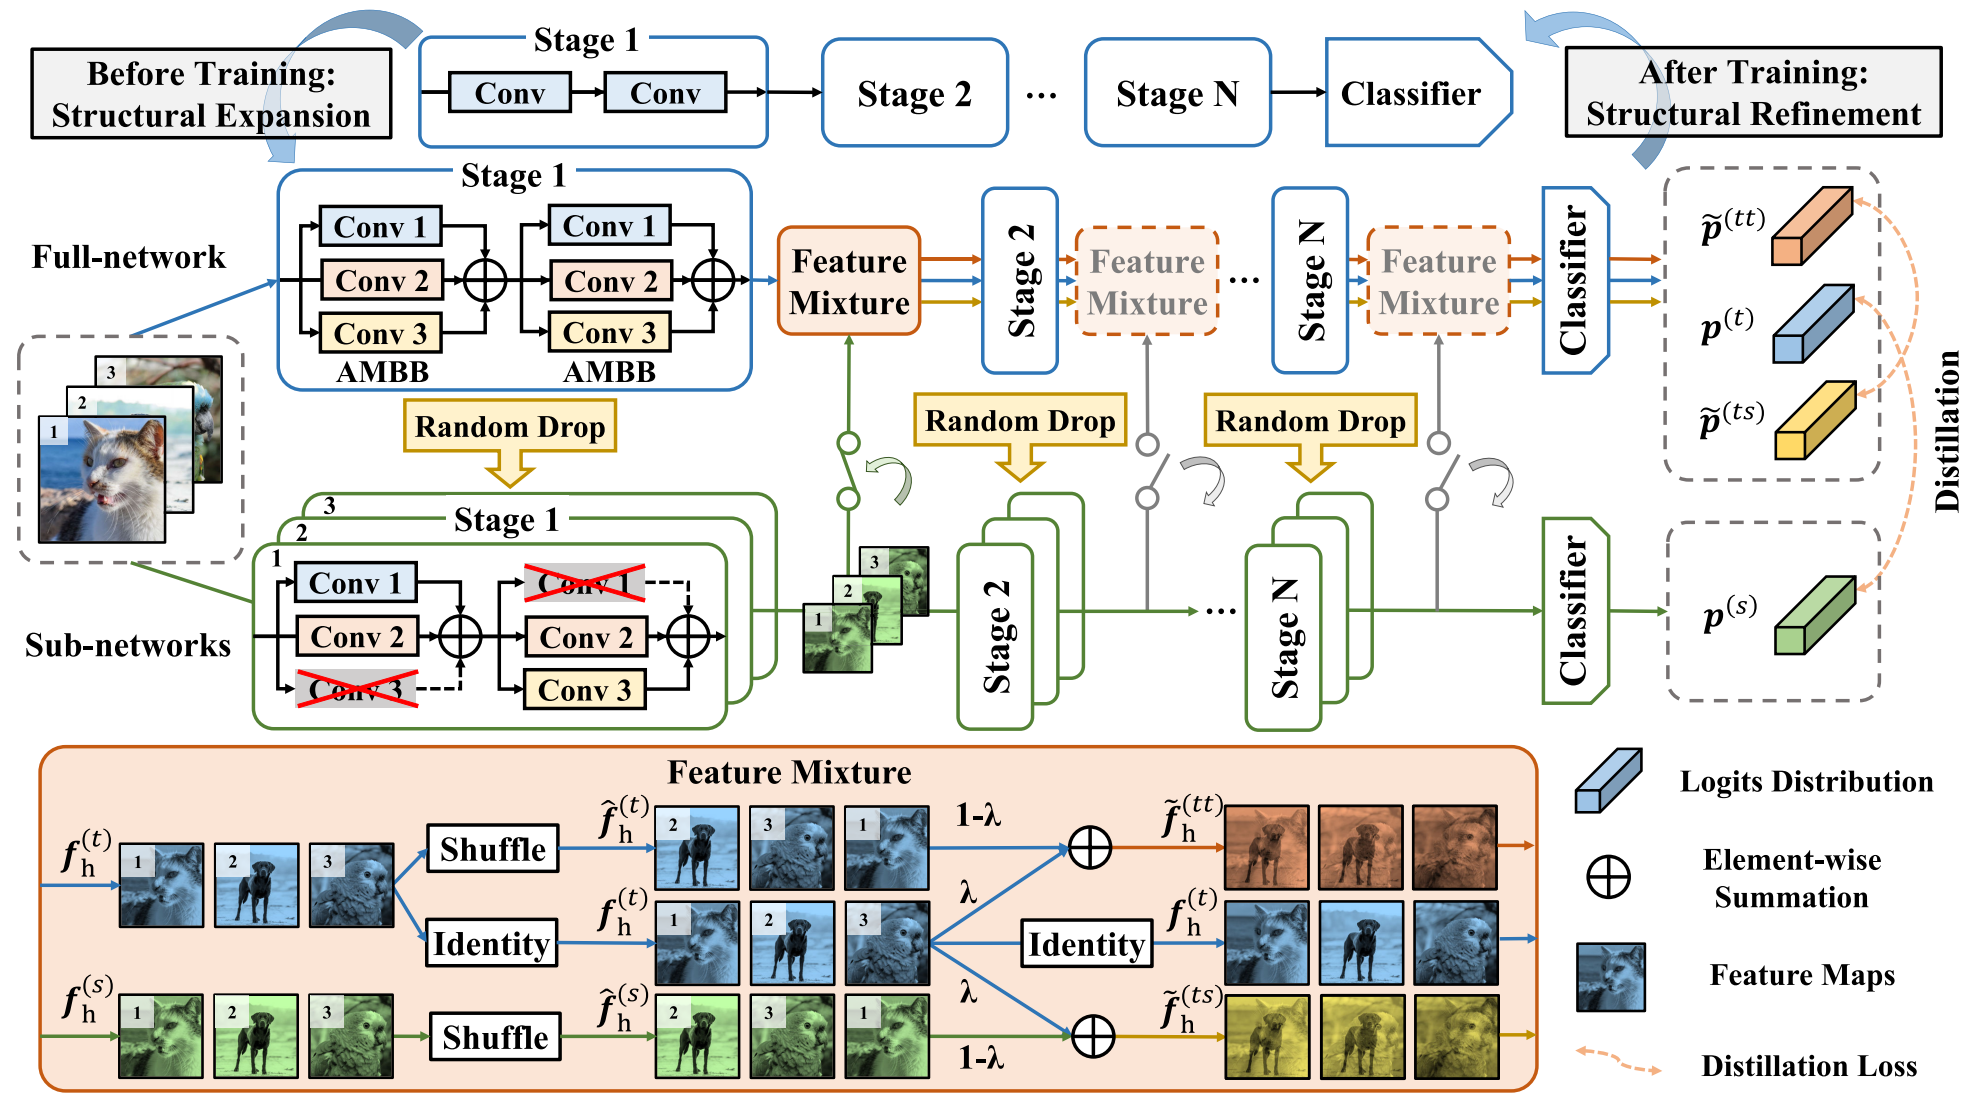 Before Training:
Structural Expansion
Stage 1
Conv
Conv
Stage 2
...
Stage N
Classifier
After Training:
Structural Refinement
Full-network
Stage 1
Conv 1
Conv 2
Conv 3
AMBB
Conv 1
Conv 2
Conv 3
AMBB
Feature
Mixture
Stage 2
Feature
Mixture
...
Stage N
Feature
Mixture
Classifier
p̃^(tt)
p^(t)
p̃^(ts)
Distillation
3
2
1
Random Drop
Random Drop
Random Drop
Sub-networks
3
2
1
Stage 1
Conv 1
Conv 2
Conv 3
Conv 1
Conv 2
Conv 3
3
2
1
Stage 2
...
Stage N
Classifier
p^(s)
Feature Mixture
f_h^(t)
1
2
3
Shuffle
f̂_h^(t)
2
3
1
1-λ
f̃_h^(tt)
Identity
f_h^(t)
1
2
3
λ
Identity
f_h^(t)
f_h^(s)
1
2
3
Shuffle
f̂_h^(s)
2
3
1
λ
1-λ
f̃_h^(ts)
Logits Distribution
Element-wise
Summation
Feature Maps
Distillation Loss